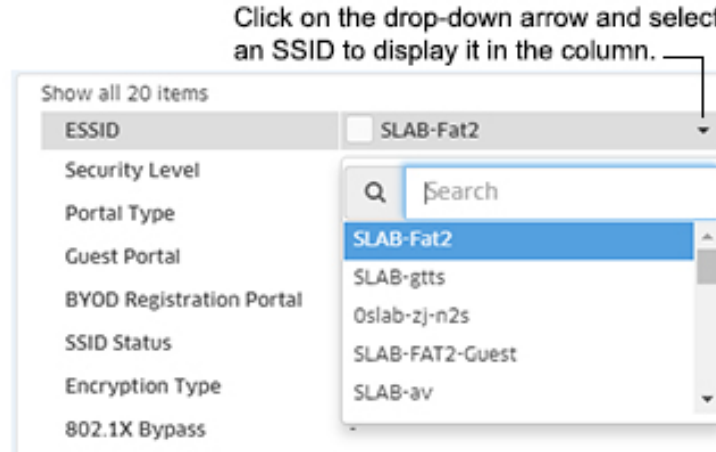 Click on the drop-down arrow and select
an SSID to display it in the column.
Show all 20 items
ESSID SLAB-Fat2
Security Level
Search
Portal Type
SLAB-Fat2
Guest Portal
SLAB-gtts
BYOD Registration Portal
0slab-zj-n2s
SSID Status
SLAB-FAT2-Guest
Encryption Type
SLAB-av
802.1X Bypass
-